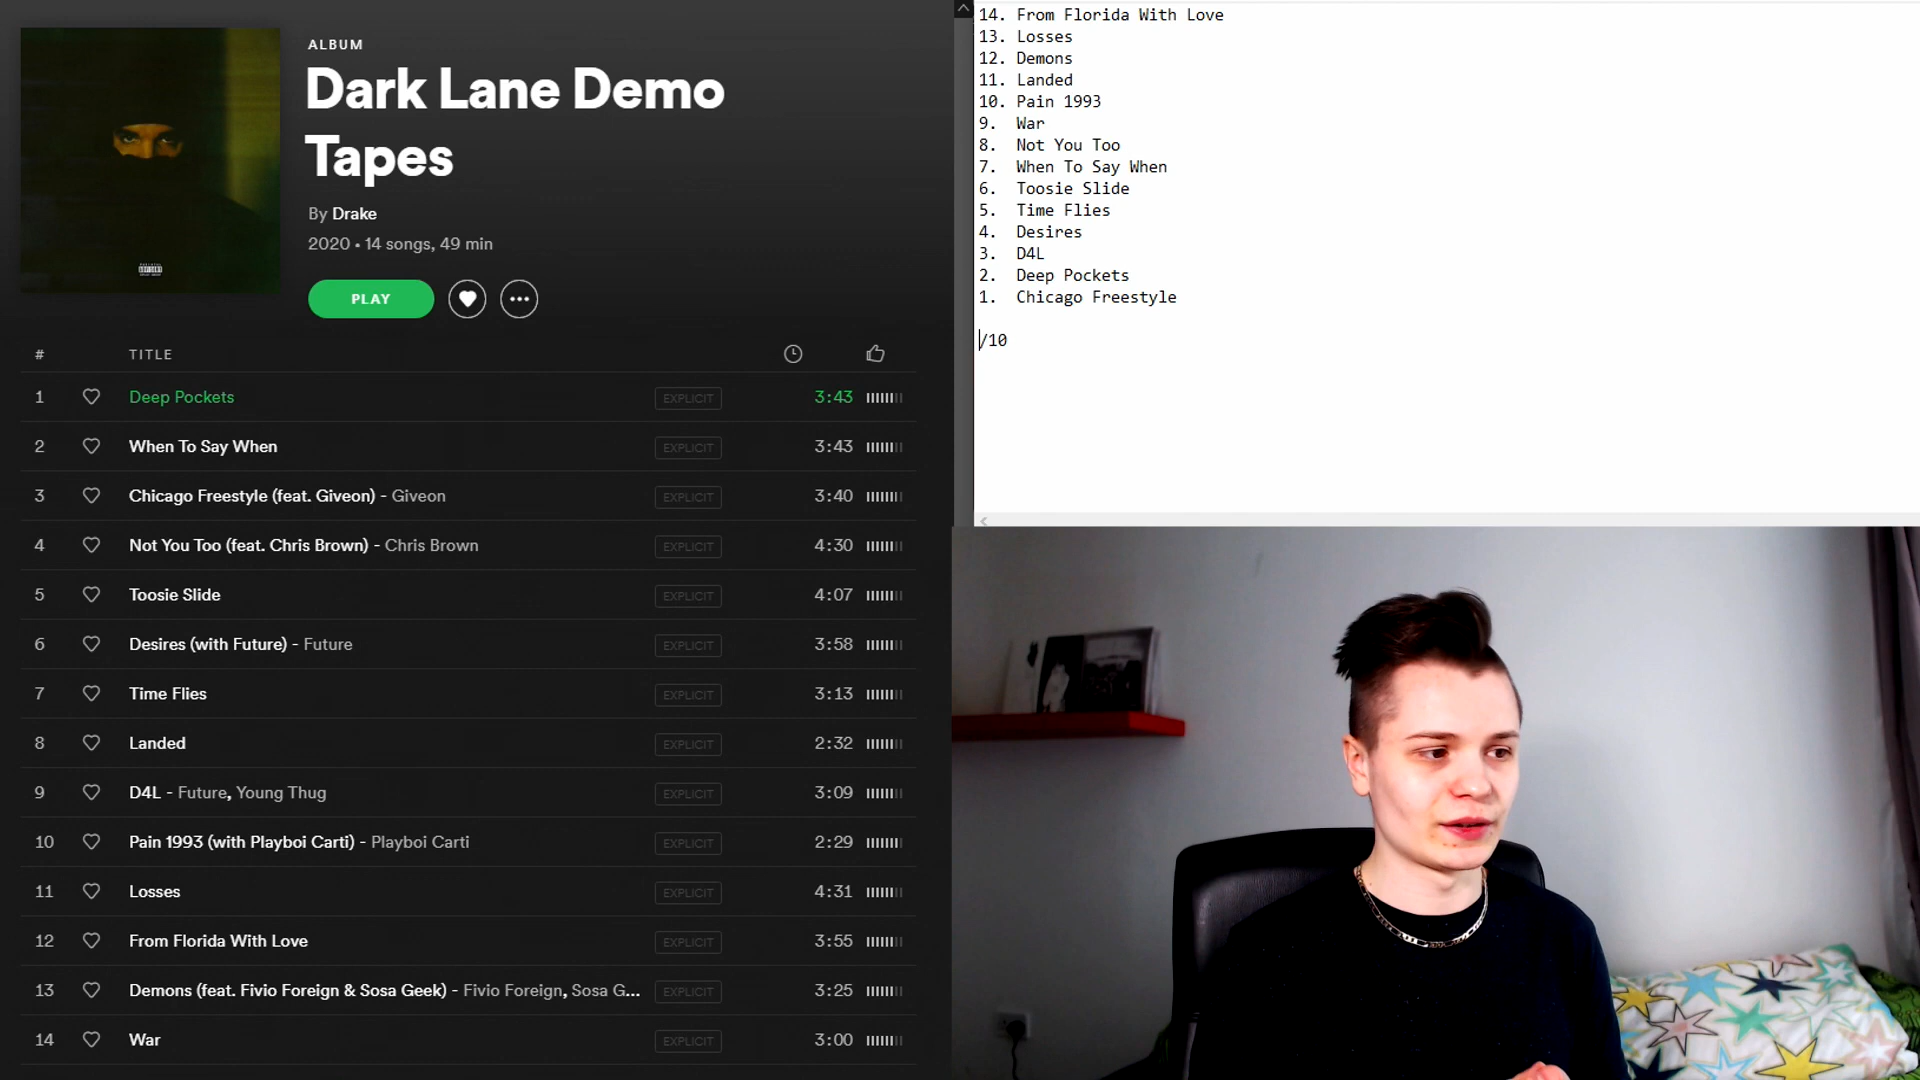 ALBUM
Dark Lane Demo
Tapes
By Drake
2020 • 14 songs, 49 min
PLAY
# TITLE
1 Deep Pockets EXPLICIT 3:43
2 When To Say When EXPLICIT 3:43
3 Chicago Freestyle (feat. Giveon) - Giveon EXPLICIT 3:40
4 Not You Too (feat. Chris Brown) - Chris Brown EXPLICIT 4:30
5 Toosie Slide EXPLICIT 4:07
6 Desires (with Future) - Future EXPLICIT 3:58
7 Time Flies EXPLICIT 3:13
8 Landed EXPLICIT 2:32
9 D4L - Future, Young Thug EXPLICIT 3:09
10 Pain 1993 (with Playboi Carti) - Playboi Carti EXPLICIT 2:29
11 Losses EXPLICIT 4:31
12 From Florida With Love EXPLICIT 3:55
13 Demons (feat. Fivio Foreign & Sosa Geek) - Fivio Foreign, Sosa G... EXPLICIT 3:25
14 War EXPLICIT 3:00
14. From Florida With Love
13. Losses
12. Demons
11. Landed
10. Pain 1993
9. War
8. Not You Too
7. When To Say When
6. Toosie Slide
5. Time Flies
4. Desires
3. D4L
2. Deep Pockets
1. Chicago Freestyle
/10